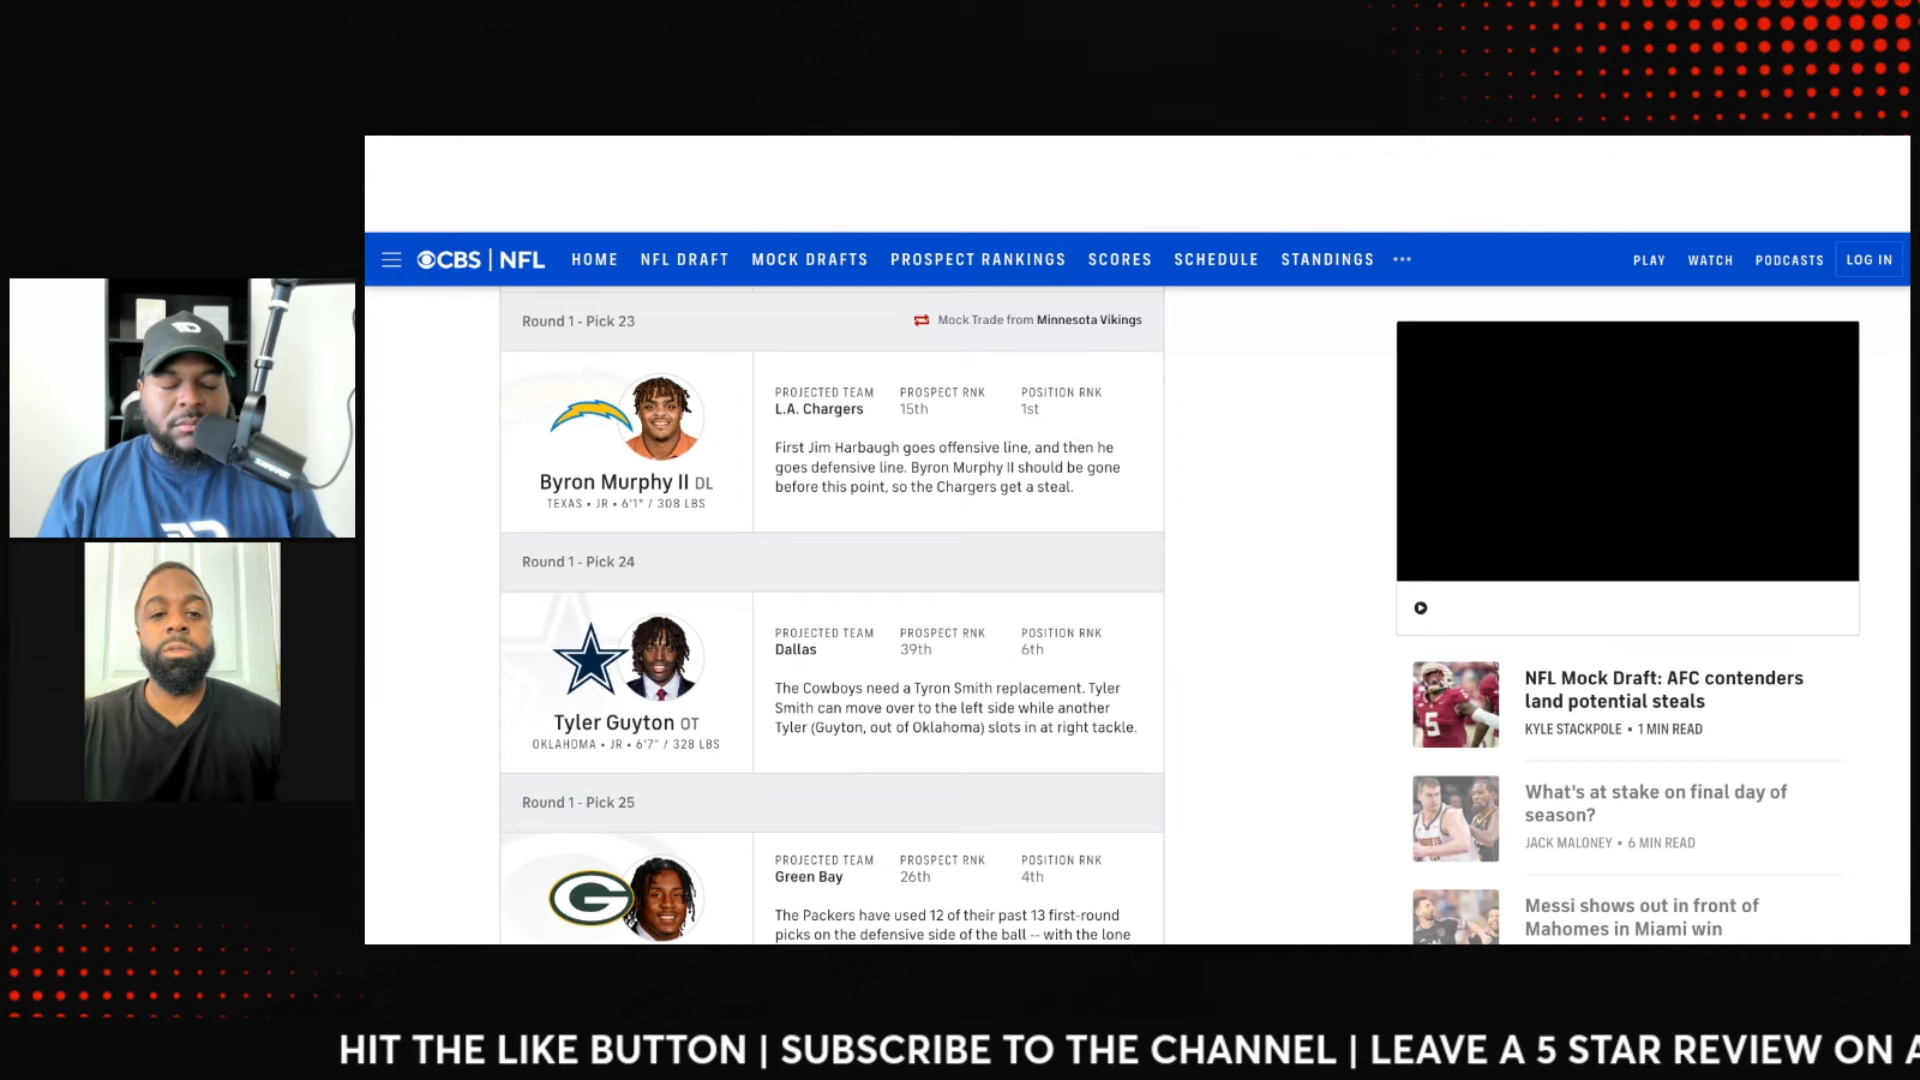 CBS | NFL HOME NFL DRAFT MOCK DRAFTS PROSPECT RANKINGS SCORES SCHEDULE STANDINGS ••• PLAY WATCH PODCASTS LOG IN
Round 1 - Pick 23
Mock Trade from Minnesota Vikings
Byron Murphy II DL
TEXAS • JR • 6'1" / 308 LBS
PROJECTED TEAM PROSPECT RNK POSITION RNK
L.A. Chargers 15th 1st
First Jim Harbaugh goes offensive line, and then he
goes defensive line. Byron Murphy II should be gone
before this point, so the Chargers get a steal.
Round 1 - Pick 24
Tyler Guyton OT
OKLAHOMA • JR • 6'7" / 328 LBS
PROJECTED TEAM PROSPECT RNK POSITION RNK
Dallas 39th 6th
The Cowboys need a Tyron Smith replacement. Tyler
Smith can move over to the left side while another
Tyler (Guyton, out of Oklahoma) slots in at right tackle.
Round 1 - Pick 25
G
PROJECTED TEAM PROSPECT RNK POSITION RNK
Green Bay 26th 4th
The Packers have used 12 of their past 13 first-round
picks on the defensive side of the ball -- with the lone
5
NFL Mock Draft: AFC contenders
land potential steals
KYLE STACKPOLE • 1 MIN READ
What's at stake on final day of
season?
JACK MALONEY • 6 MIN READ
Messi shows out in front of
Mahomes in Miami win
HIT THE LIKE BUTTON | SUBSCRIBE TO THE CHANNEL | LEAVE A 5 STAR REVIEW ON A